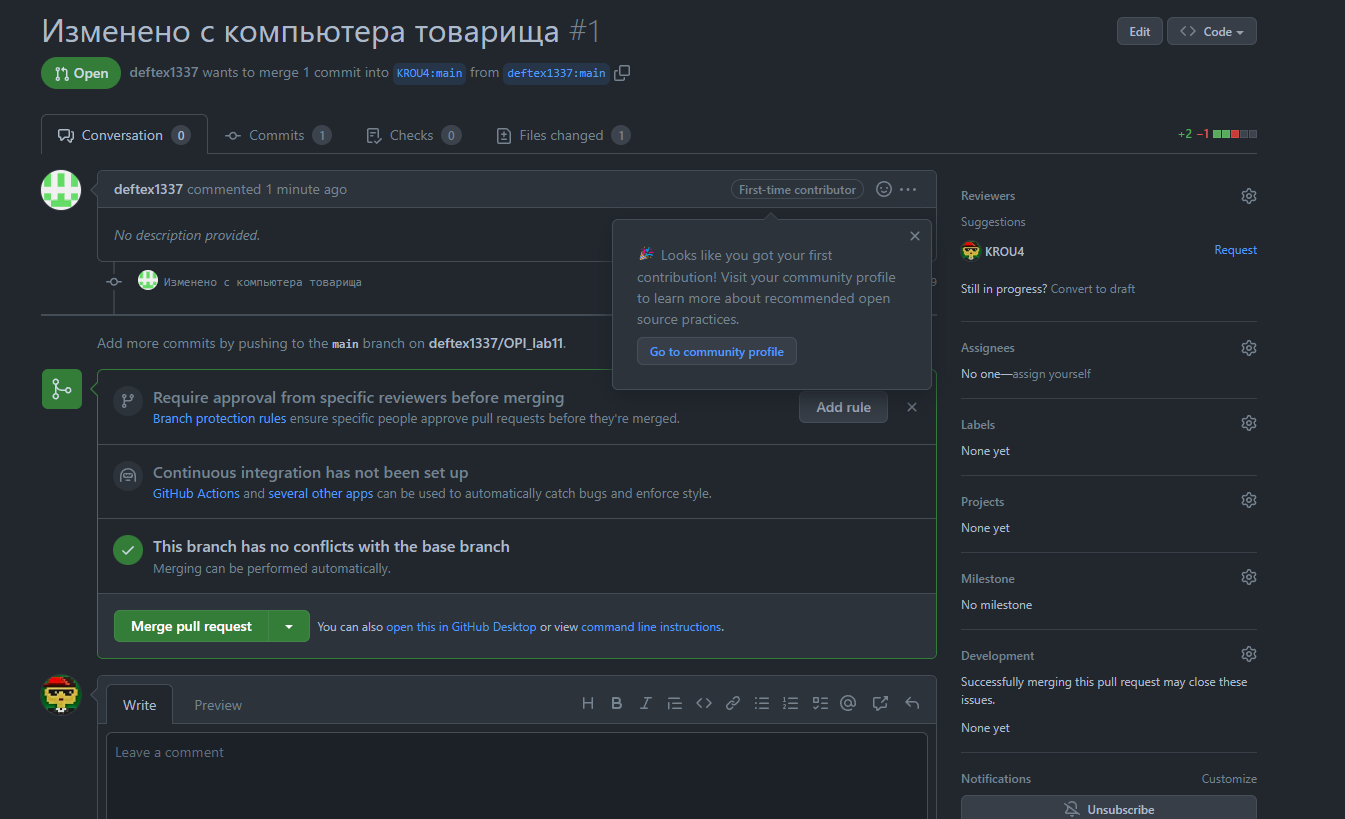 Изменено с компьютера товарища #1
Edit
Code
Open
deftex1337 wants to merge 1 commit into KROU4:main from deftex1337:main
Conversation 0
Commits 1
Checks 0
Files changed 1
+2 −1
deftex1337 commented 1 minute ago
First-time contributor
No description provided.
Looks like you got your first
contribution! Visit your community profile
to learn more about recommended open
source practices.
Go to community profile
Изменено с компьютера товарища
9
Add more commits by pushing to the main branch on deftex1337/OPI_lab11.
Require approval from specific reviewers before merging
Branch protection rules ensure specific people approve pull requests before they're merged.
Add rule
Continuous integration has not been set up
GitHub Actions and several other apps can be used to automatically catch bugs and enforce style.
This branch has no conflicts with the base branch
Merging can be performed automatically.
Merge pull request
You can also open this in GitHub Desktop or view command line instructions.
Write
Preview
Leave a comment
Reviewers
Suggestions
KROU4
Request
Still in progress? Convert to draft
Assignees
No one—assign yourself
Labels
None yet
Projects
None yet
Milestone
No milestone
Development
Successfully merging this pull request may close these
issues.
None yet
Notifications
Customize
Unsubscribe